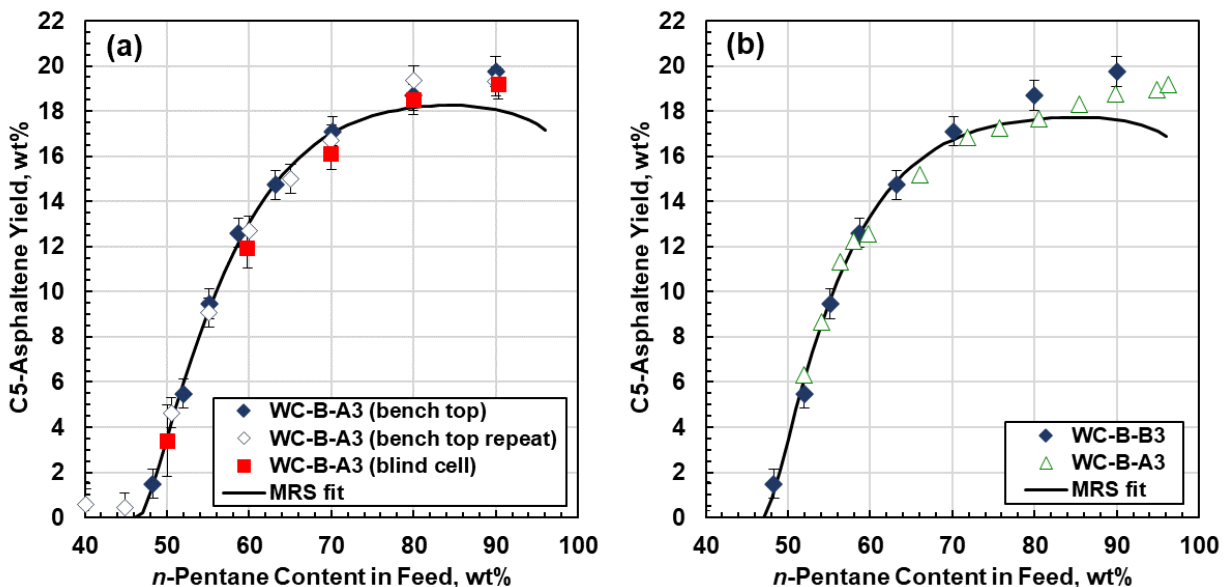 (a)
C5-Asphaltene Yield, wt%
22
20
18
16
14
12
10
8
6
4
2
0
WC-B-A3 (bench top)
WC-B-A3 (bench top repeat)
WC-B-A3 (blind cell)
MRS fit
40 50 60 70 80 90 100
n-Pentane Content in Feed, wt%
(b)
C5-Asphaltene Yield, wt%
22
20
18
16
14
12
10
8
6
4
2
0
WC-B-B3
WC-B-A3
MRS fit
40 50 60 70 80 90 100
n-Pentane Content in Feed, wt%